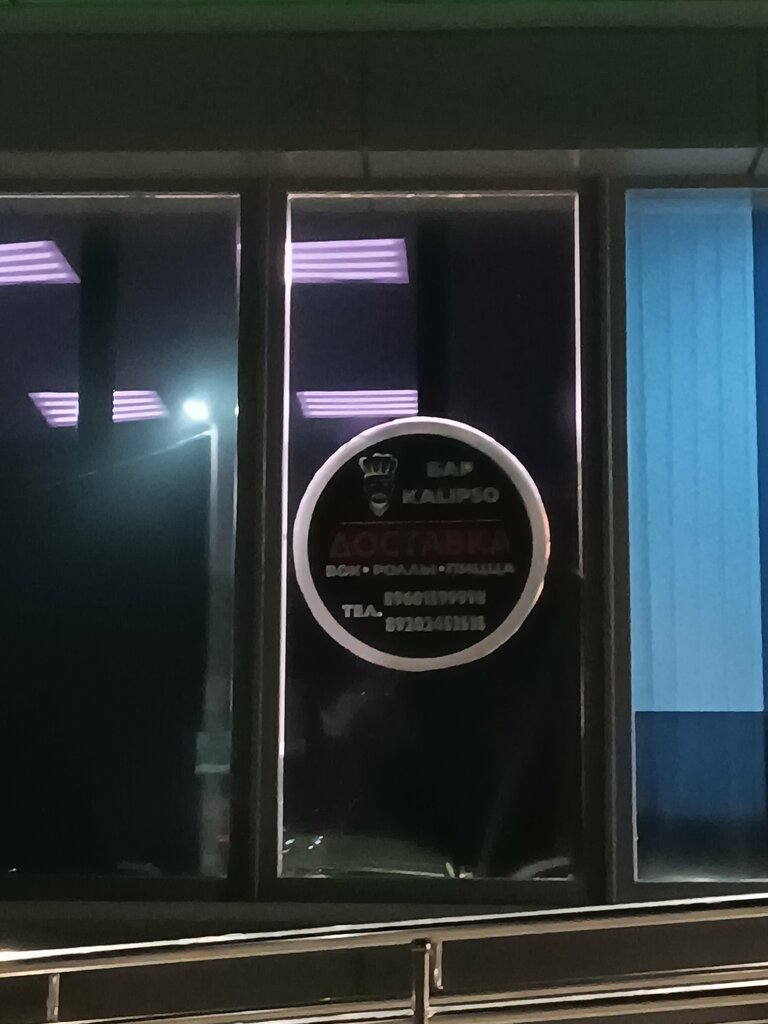 БАР
KALIPSO
ДОСТАВКА
ВОК • РОЛЛЫ • ПИЦЦА
ТЕЛ.